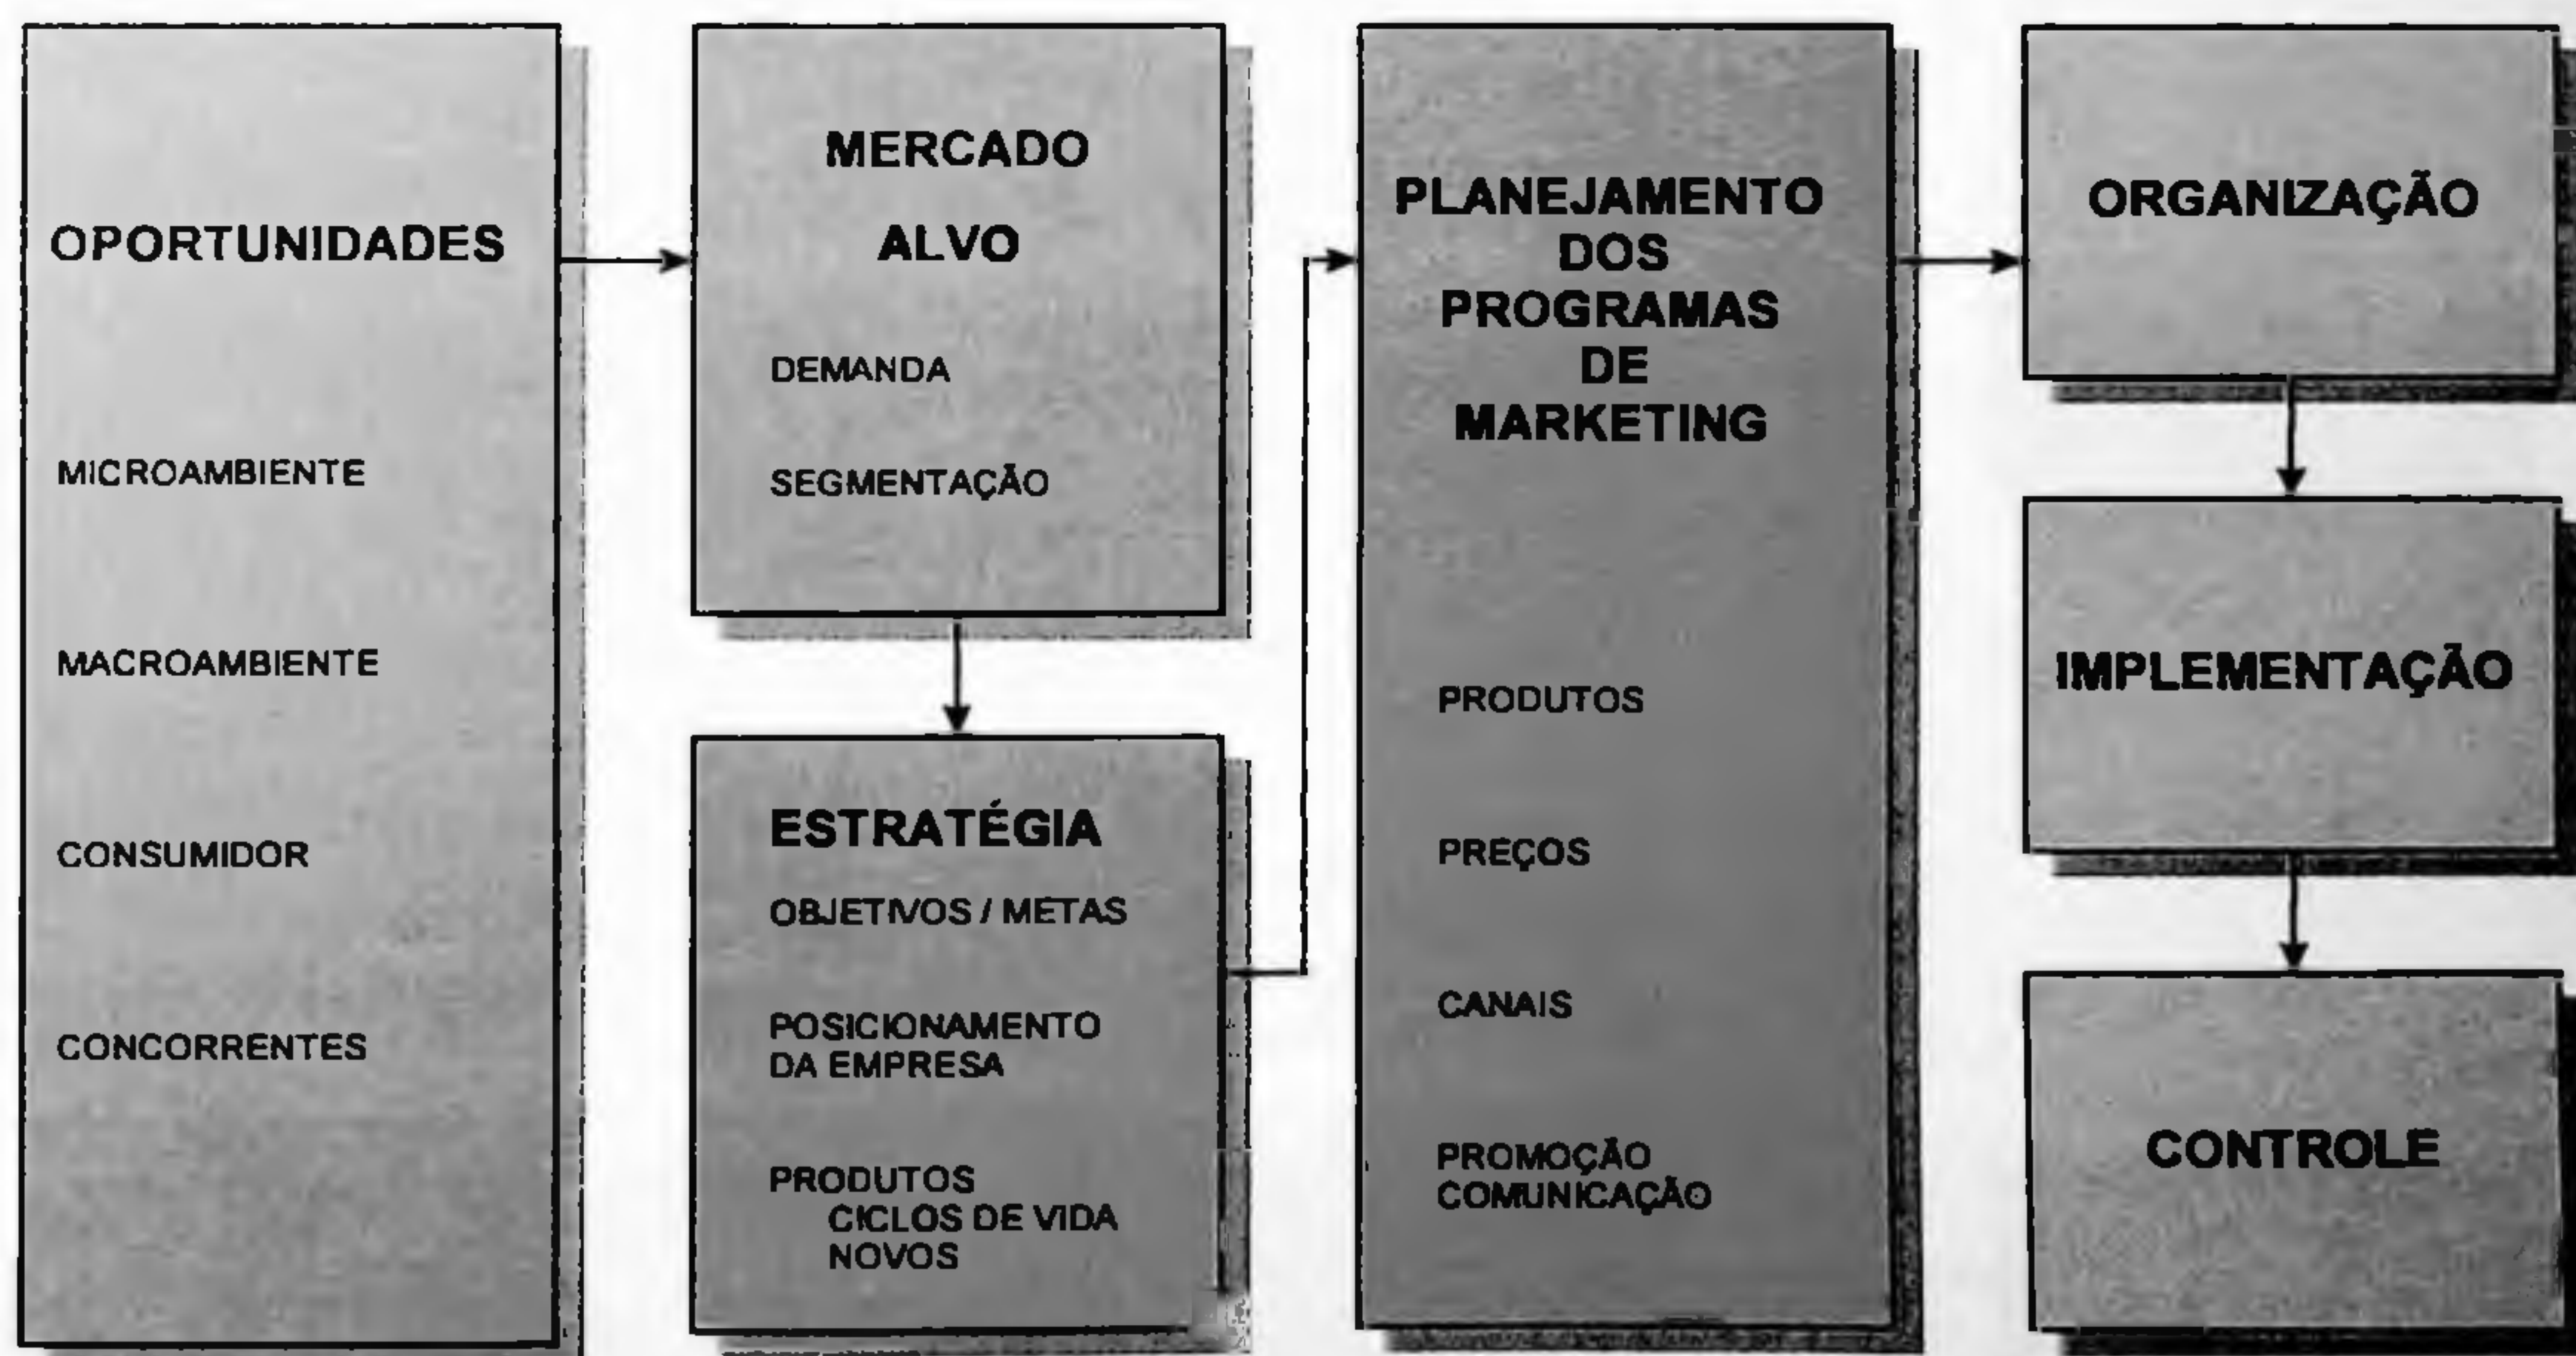 OPORTUNIDADES
MICROAMBIENTE
MACROAMBIENTE
CONSUMIDOR
CONCORRENTES
MERCADO
ALVO
DEMANDA
SEGMENTAÇÃO
ESTRATÉGIA
OBJETIVOS / METAS
POSICIONAMENTO
DA EMPRESA
PRODUTOS
CICLOS DE VIDA
NOVOS
PLANEJAMENTO
DOS
PROGRAMAS
DE
MARKETING
PRODUTOS
PREÇOS
CANAIS
PROMOÇÃO
COMUNICAÇÃO
ORGANIZAÇÃO
IMPLEMENTAÇÃO
CONTROLE